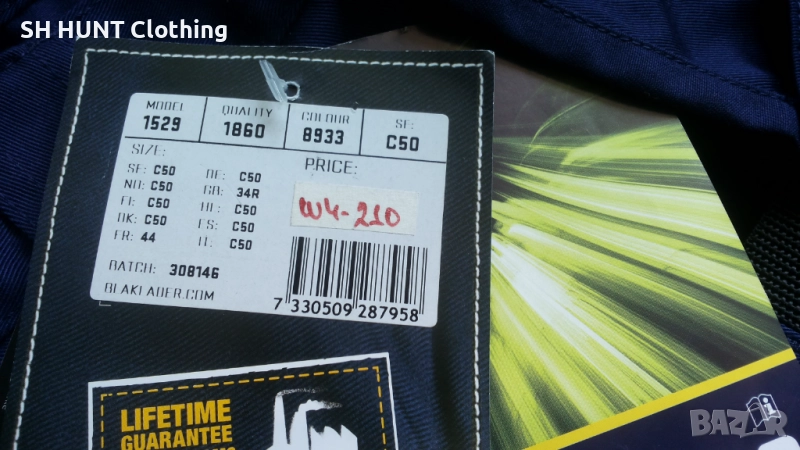 SH HUNT Clothing
MODEL QUALITY COLOUR SE:
1529 1860 8933 C50
SIZE: PRICE:
SE: C50 DE: C50
NO: C50 GB: 34R
FI: C50 NL: C50
DK: C50 ES: C50
FR: 44 IT: C50
W4-210
BATCH: 308146
BLAKLADER.COM
7 330509 287958
LIFETIME
GUARANTEE
BAZAR